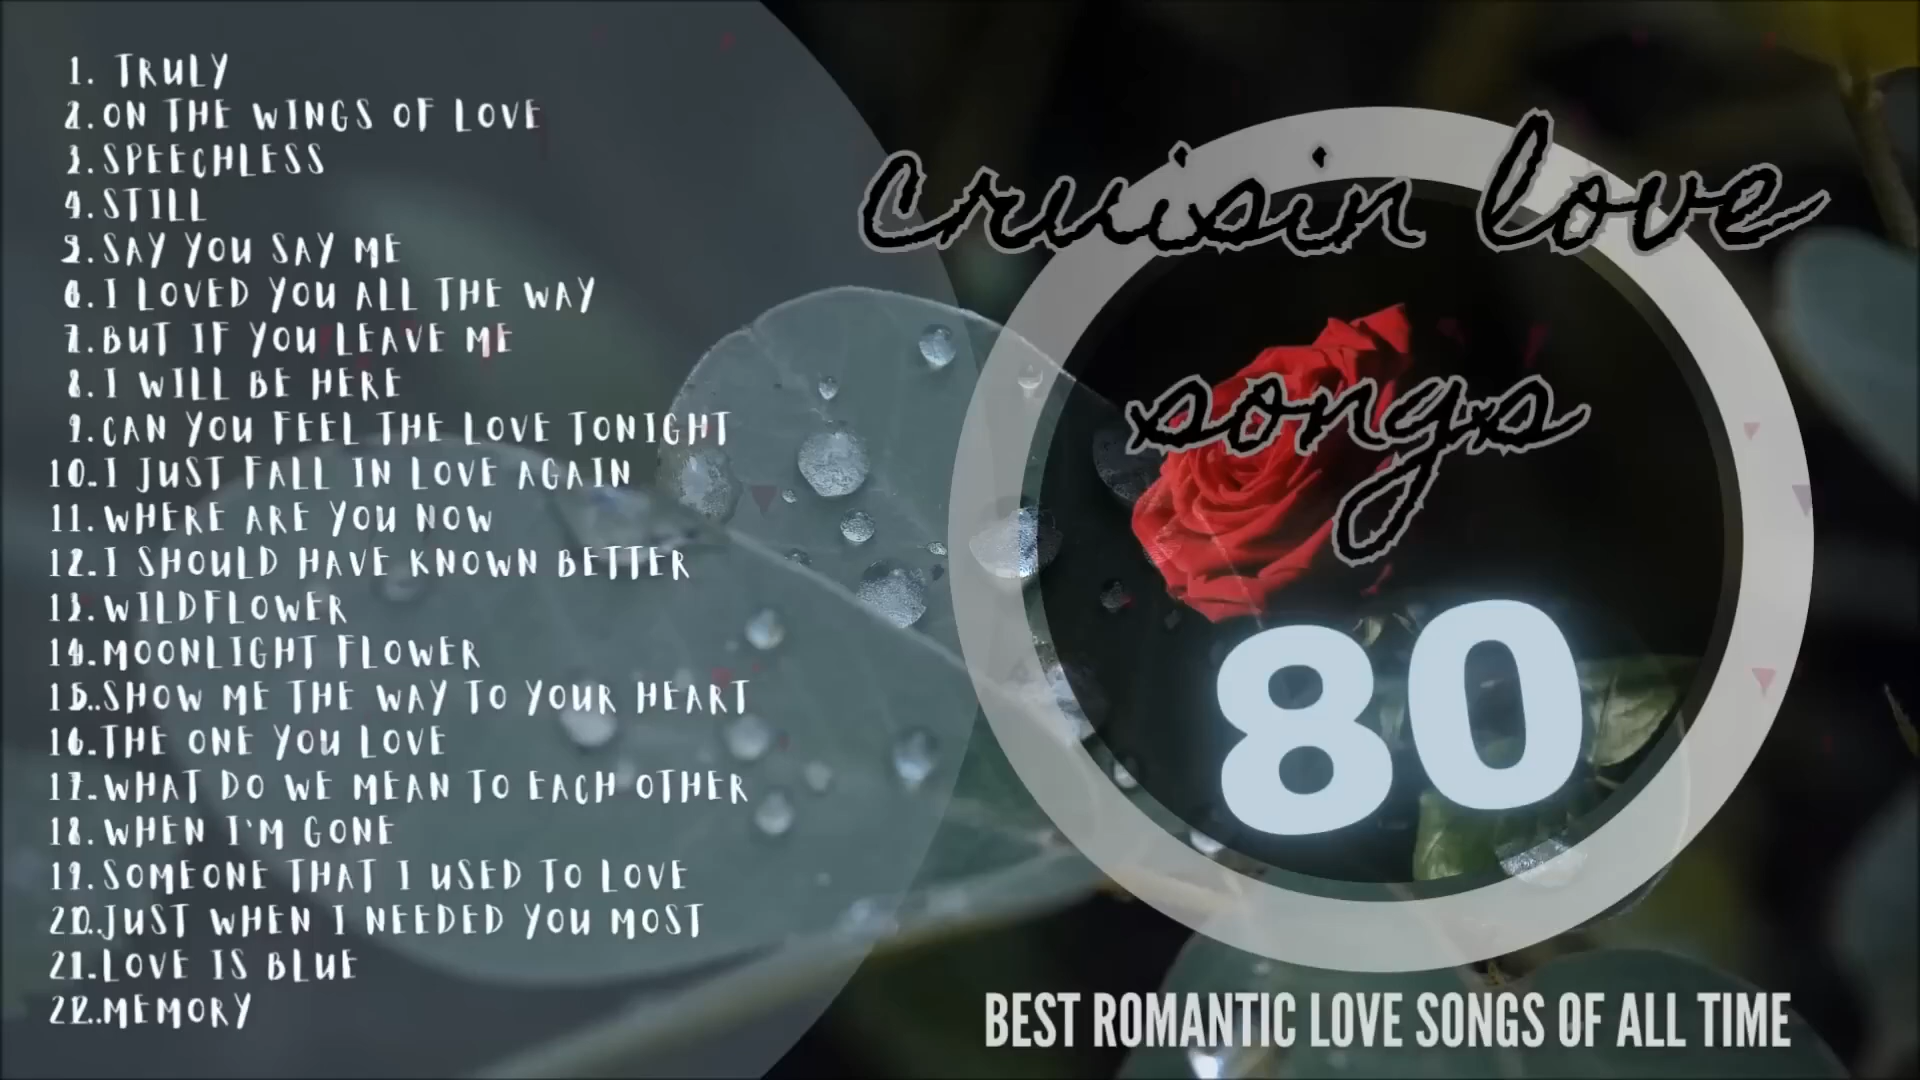 1. TRULY
2. ON THE WINGS OF LOVE
3. SPEECHLESS
4. STILL
5. SAY YOU SAY ME
6. I LOVED YOU ALL THE WAY
7. BUT IF YOU LEAVE ME
8. I WILL BE HERE
9. CAN YOU FEEL THE LOVE TONIGHT
10. I JUST FALL IN LOVE AGAIN
11. WHERE ARE YOU NOW
12. I SHOULD HAVE KNOWN BETTER
13. WILDFLOWER
14. MOONLIGHT FLOWER
15. SHOW ME THE WAY TO YOUR HEART
16. THE ONE YOU LOVE
17. WHAT DO WE MEAN TO EACH OTHER
18. WHEN I'M GONE
19. SOMEONE THAT I USED TO LOVE
20. JUST WHEN I NEEDED YOU MOST
21. LOVE IS BLUE
22. MEMORY
cruisin love
songs
80
BEST ROMANTIC LOVE SONGS OF ALL TIME